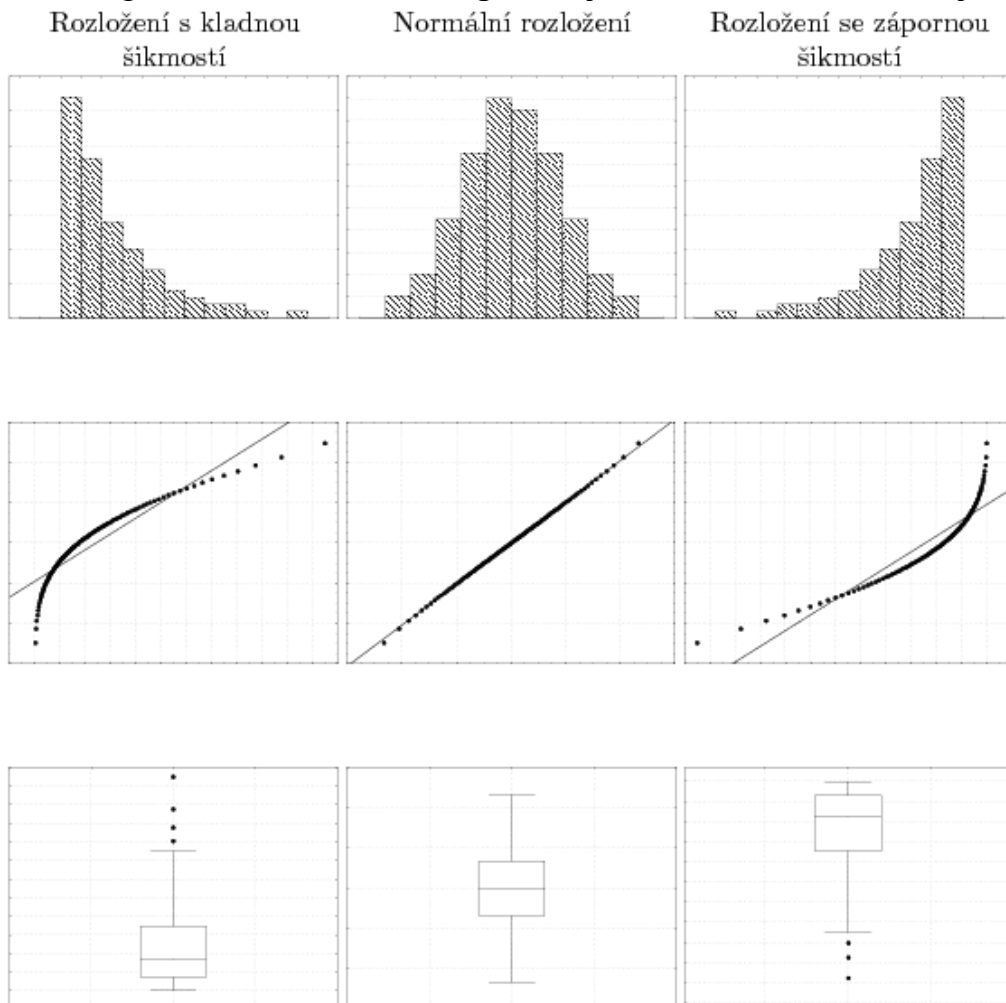 Rozložení s kladnou
šikmostí
Normální rozložení
Rozložení se zápornou
šikmostí